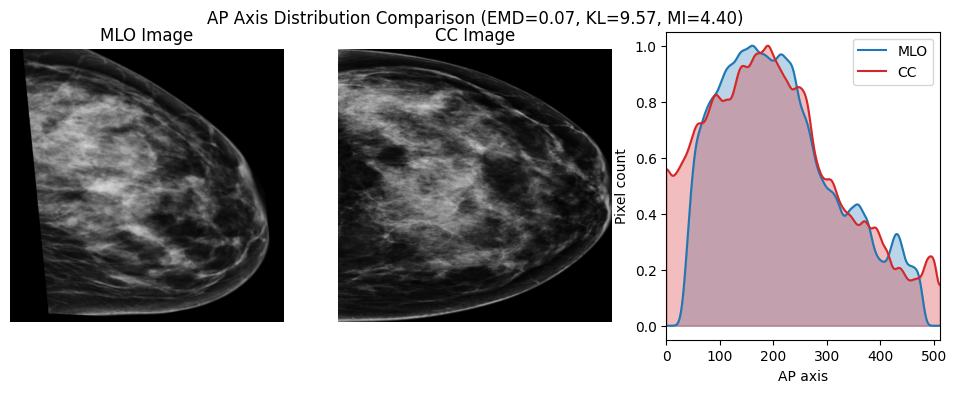 AP Axis Distribution Comparison (EMD=0.07, KL=9.57, MI=4.40)
MLO Image
CC Image
MLO
CC
Pixel count
1.0
0.8
0.6
0.4
0.2
0.0
0 100 200 300 400 500
AP axis